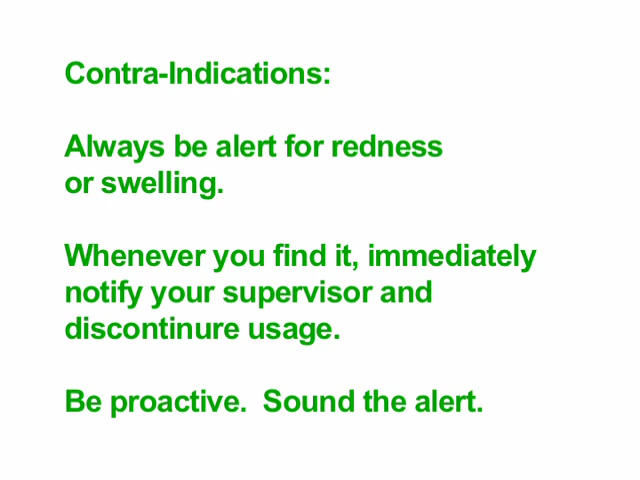 Contra-Indications:
Always be alert for redness
or swelling.
Whenever you find it, immediately
notify your supervisor and
discontinure usage.
Be proactive.  Sound the alert.